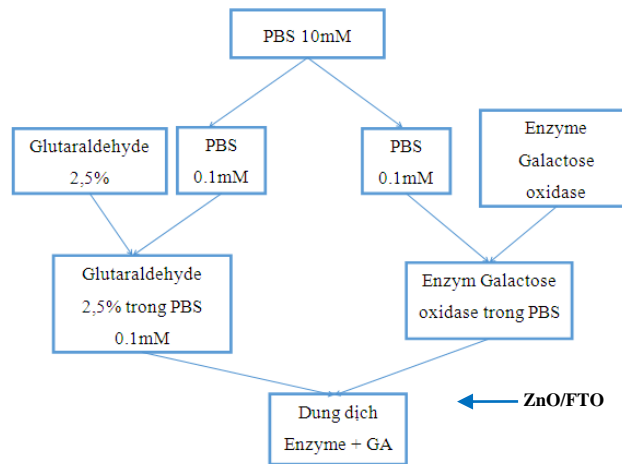 PBS 10mM
Glutaraldehyde
2,5%
PBS
0.1mM
PBS
0.1mM
Enzyme
Galactose
oxidase
Glutaraldehyde
2,5% trong PBS
0.1mM
Enzym Galactose
oxidase trong PBS
Dung dịch
Enzyme + GA
ZnO/FTO